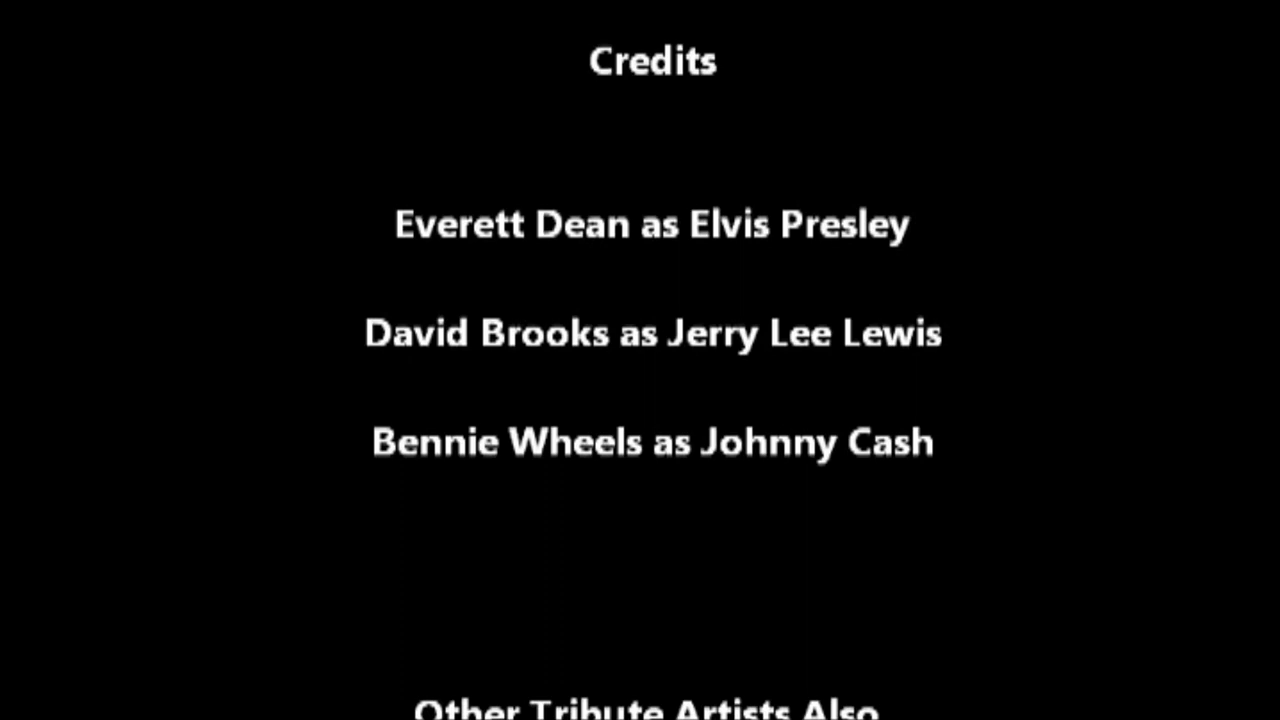 Credits
Everett Dean as Elvis Presley
David Brooks as Jerry Lee Lewis
Bennie Wheels as Johnny Cash
Other Tribute Artists Also